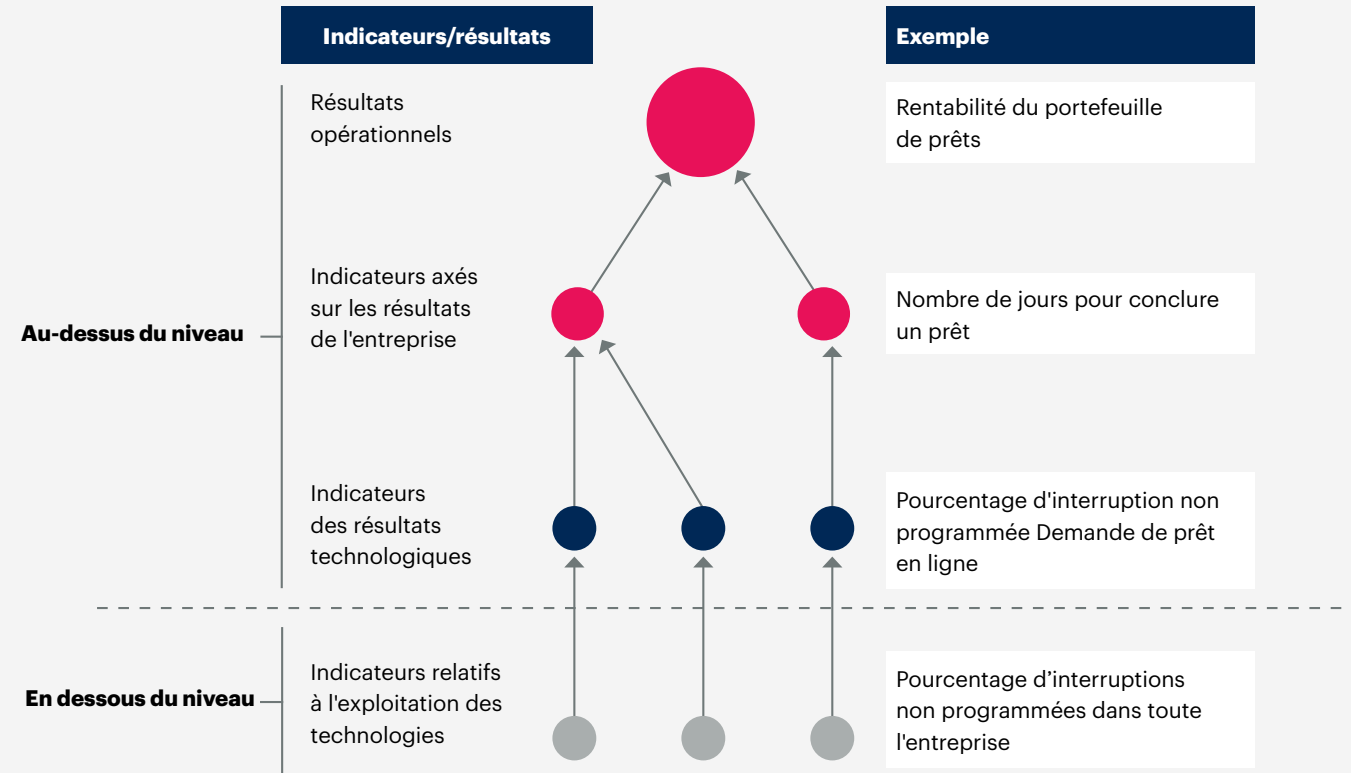 Indicateurs/résultats
Exemple
Résultats
opérationnels
Rentabilité du portefeuille
de prêts
Au-dessus du niveau
Indicateurs axés
sur les résultats
de l'entreprise
Nombre de jours pour conclure
un prêt
Indicateurs
des résultats
technologiques
Pourcentage d'interruption non
programmée Demande de prêt
en ligne
En dessous du niveau
Indicateurs relatifs
à l'exploitation des
technologies
Pourcentage d’interruptions
non programmées dans toute
l'entreprise